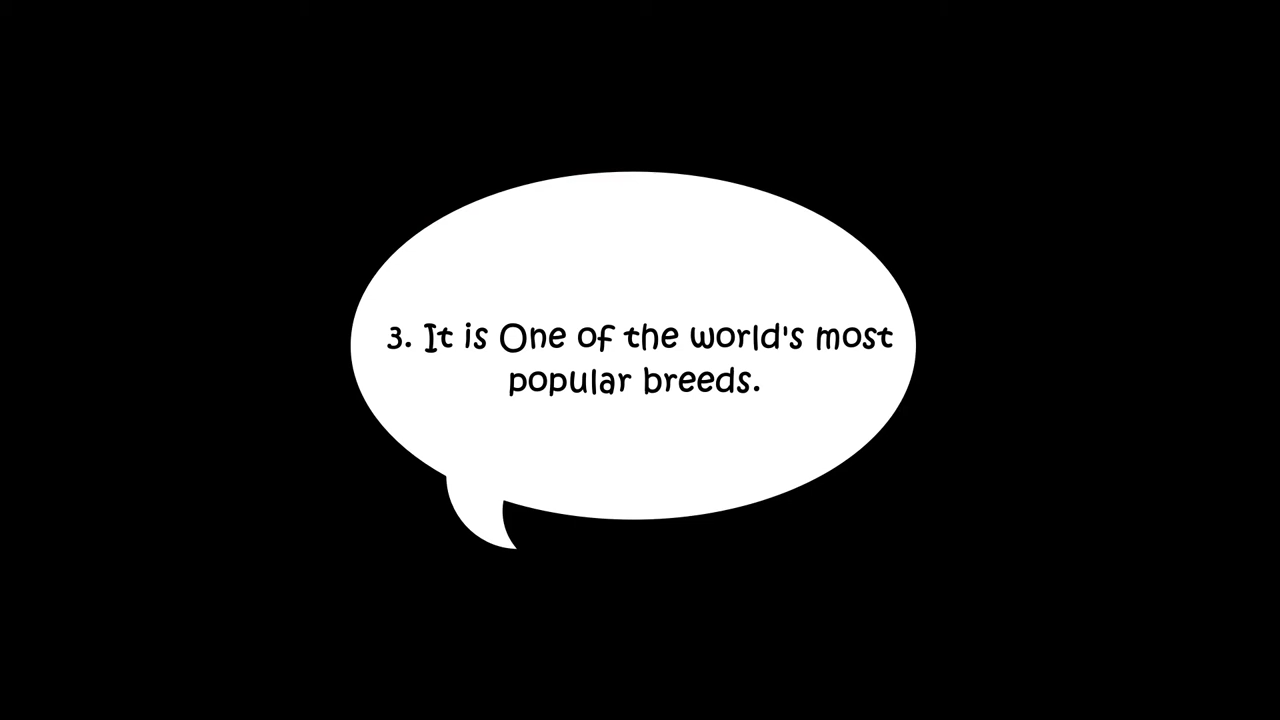 3. It is One of the world's most
popular breeds.